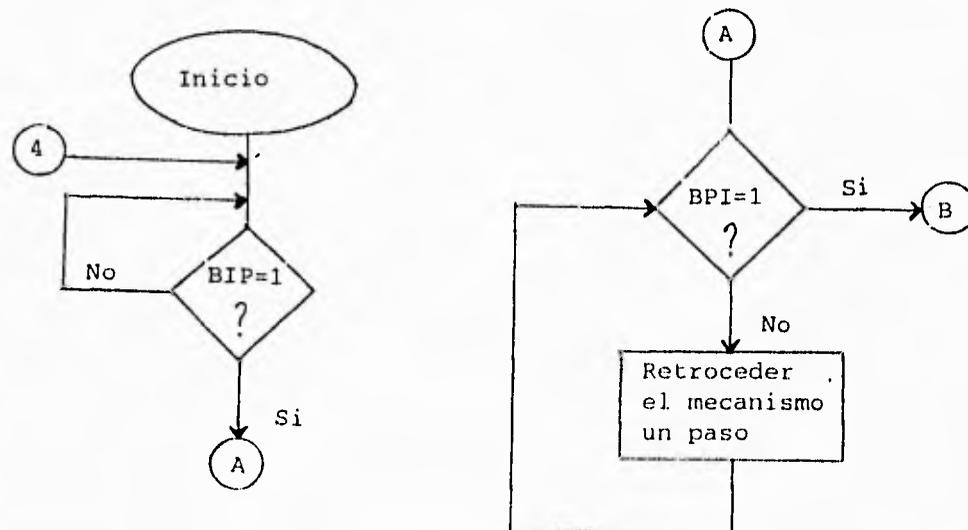 Inicio
4
No
BIP=1
?
Si
A
A
BPI=1
?
Si
B
No
Retroceder
el mecanismo
un paso